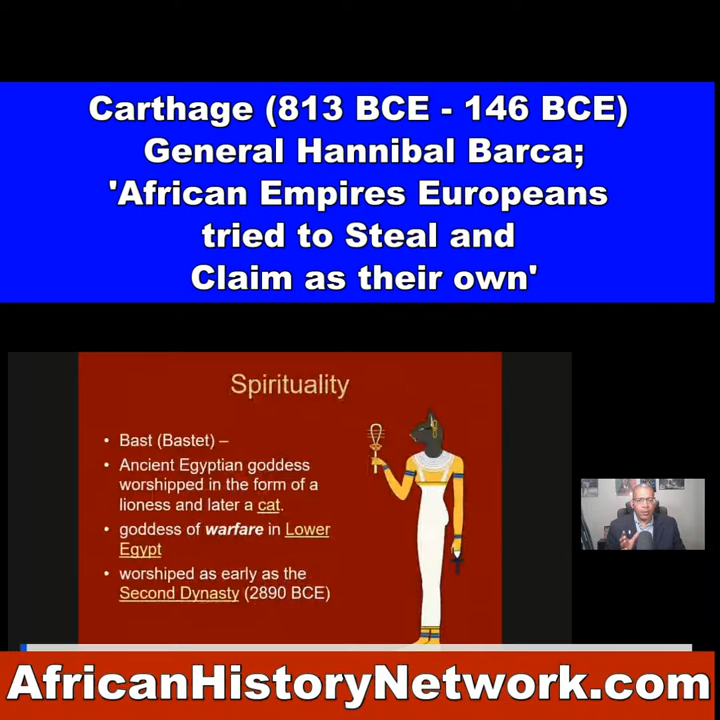 Carthage (813 BCE - 146 BCE)
General Hannibal Barca;
'African Empires Europeans
tried to Steal and
Claim as their own'
Spirituality
• Bast (Bastet) –
• Ancient Egyptian goddess
worshipped in the form of a
lioness and later a cat.
• goddess of warfare in Lower
Egypt
• worshiped as early as the
Second Dynasty (2890 BCE)
AfricanHistoryNetwork.com